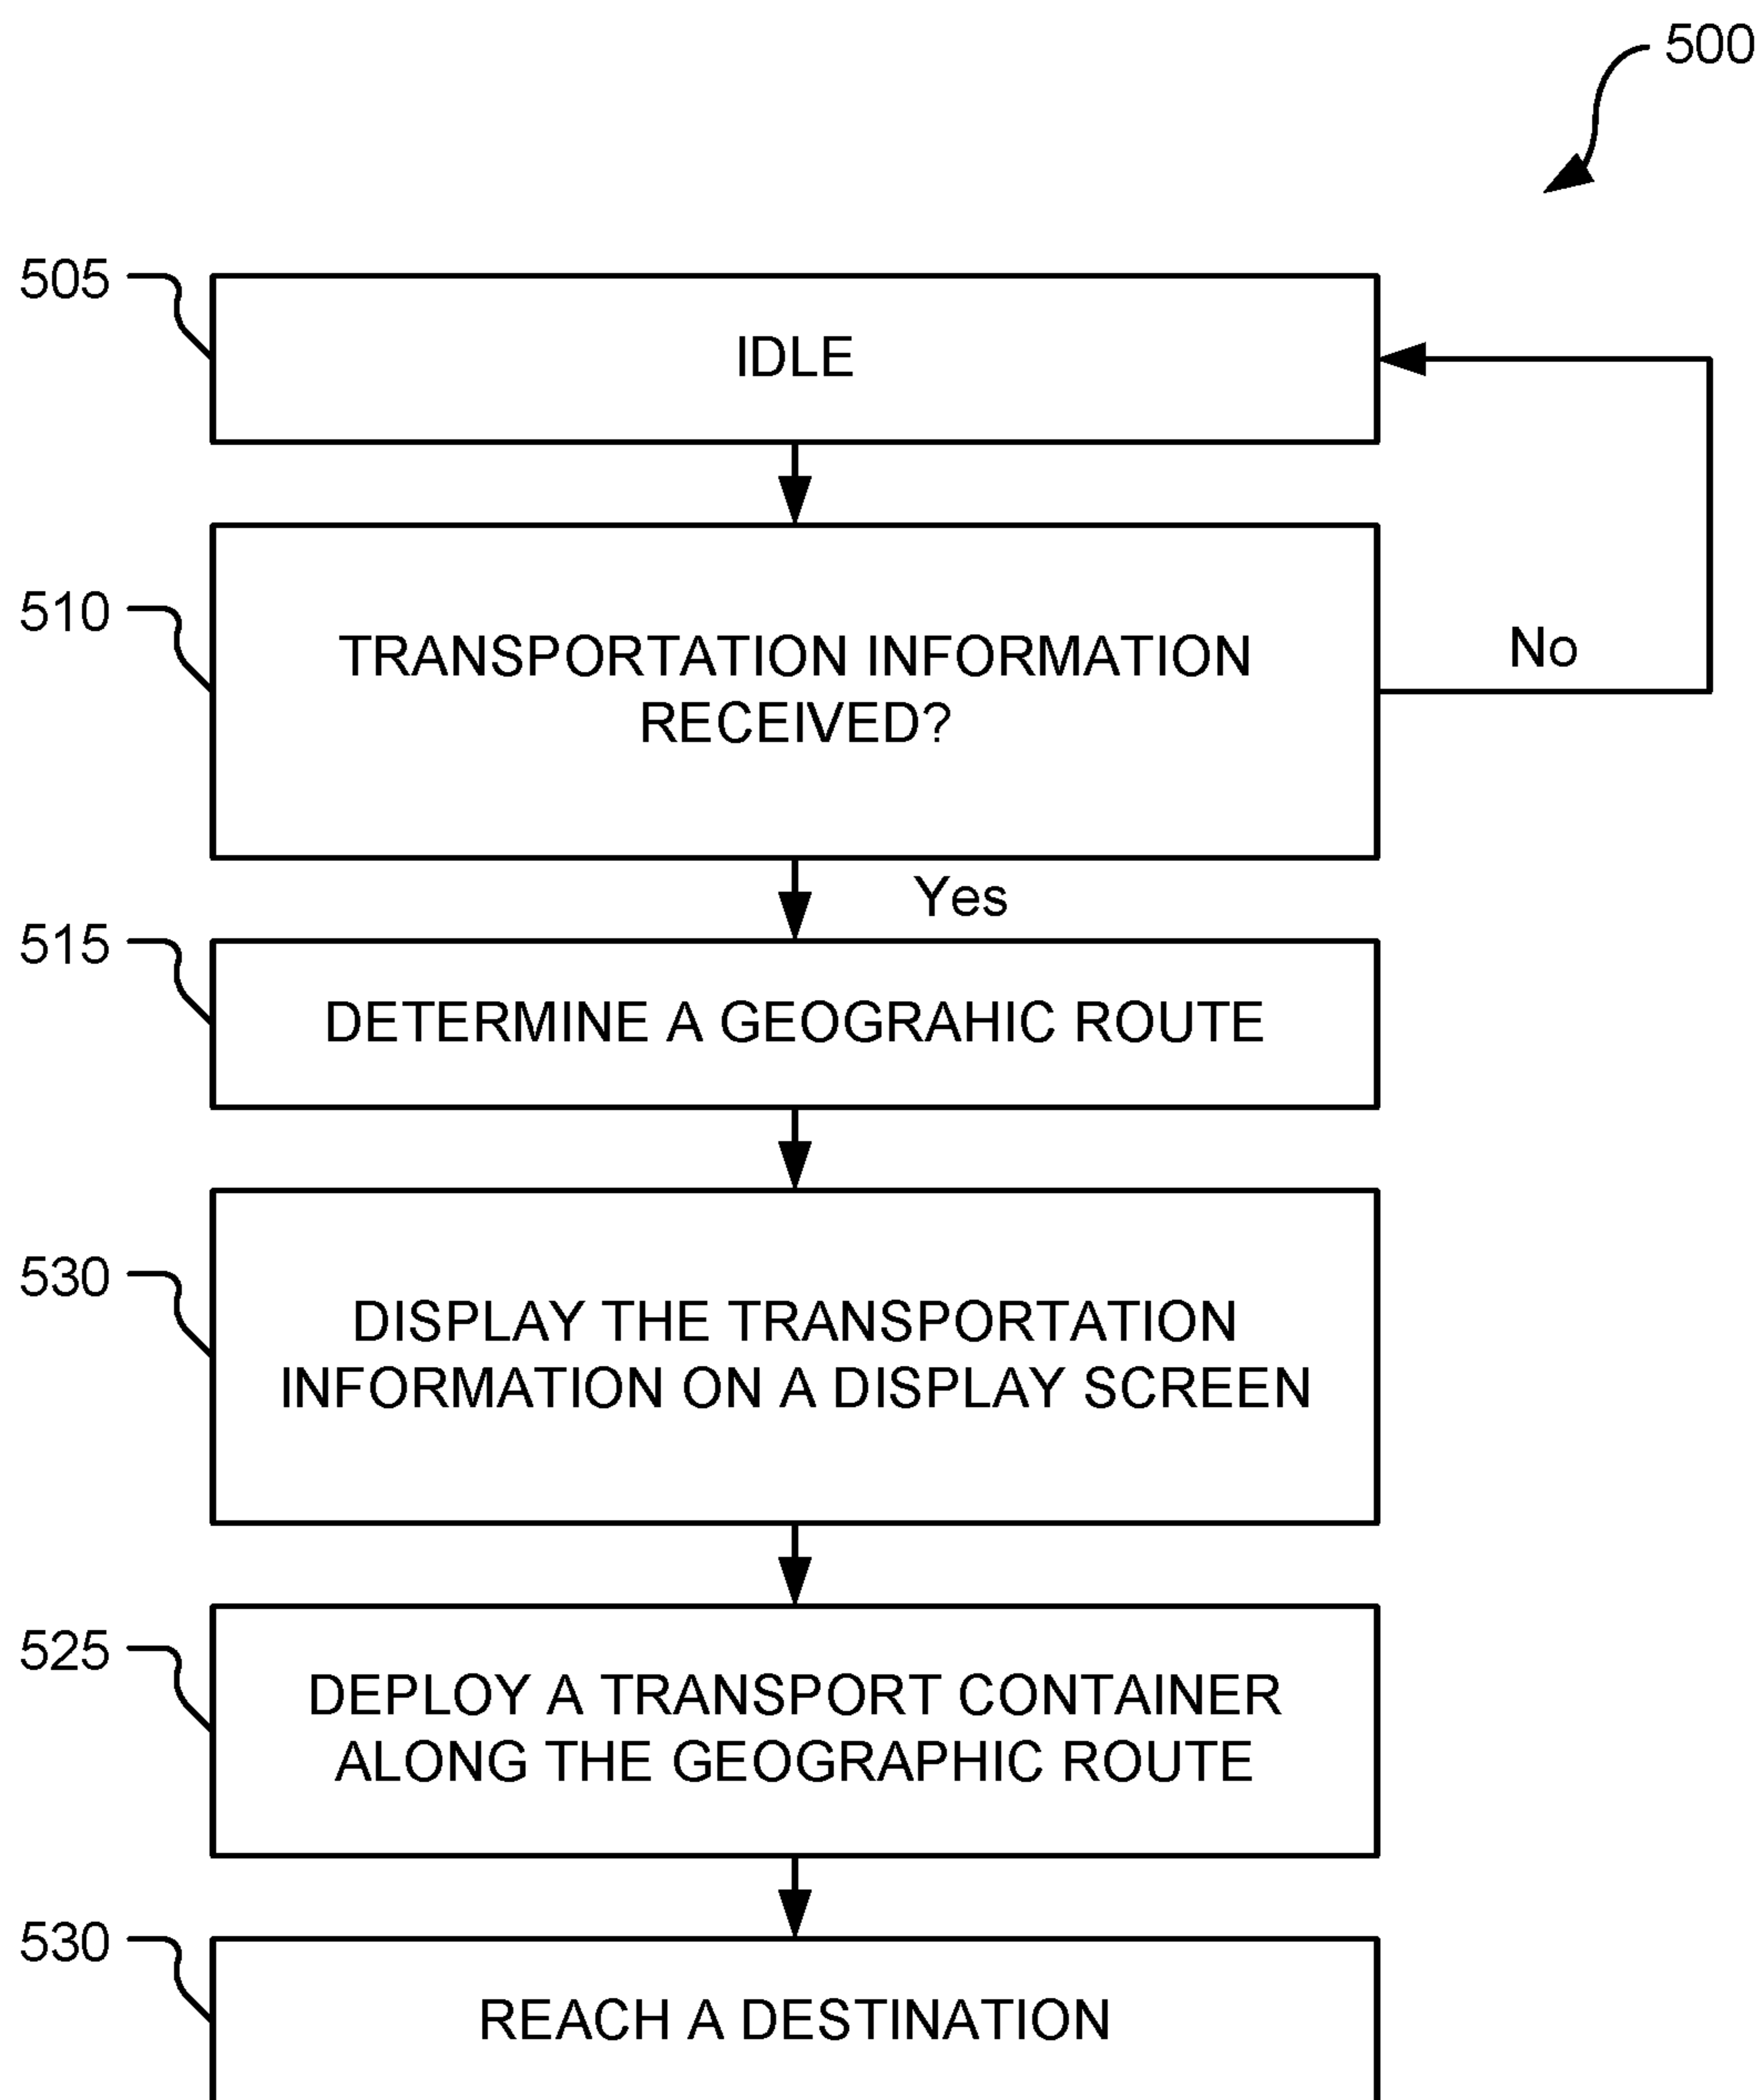 500
505
IDLE
510
TRANSPORTATION INFORMATION
RECEIVED?
No
Yes
515
DETERMINE A GEOGRAHIC ROUTE
530
DISPLAY THE TRANSPORTATION
INFORMATION ON A DISPLAY SCREEN
525
DEPLOY A TRANSPORT CONTAINER
ALONG THE GEOGRAPHIC ROUTE
530
REACH A DESTINATION